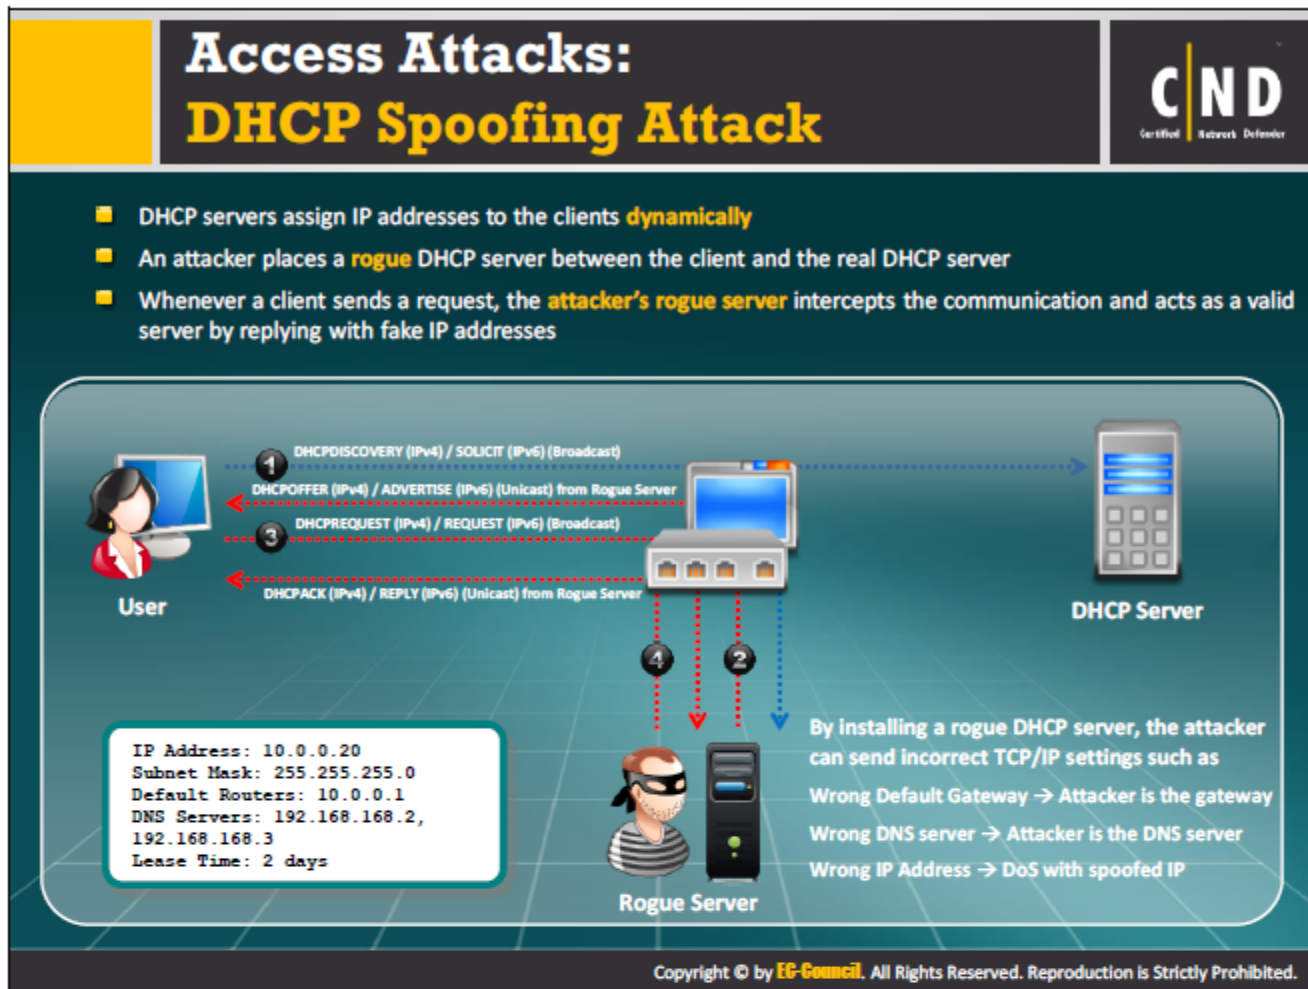 Access Attacks:
DHCP Spoofing Attack
C|ND
Certified Network Defender
DHCP servers assign IP addresses to the clients dynamically
An attacker places a rogue DHCP server between the client and the real DHCP server
Whenever a client sends a request, the attacker's rogue server intercepts the communication and acts as a valid
server by replying with fake IP addresses
1
DHCPDISCOVERY (IPv4) / SOLICIT (IPv6) (Broadcast)
DHCPOFFER (IPv4) / ADVERTISE (IPv6) (Unicast) from Rogue Server
DHCPREQUEST (IPv4) / REQUEST (IPv6) (Broadcast)
3
DHCPACK (IPv4) / REPLY (IPv6) (Unicast) from Rogue Server
User
DHCP Server
4
2
IP Address: 10.0.0.20
Subnet Mask: 255.255.255.0
Default Routers: 10.0.0.1
DNS Servers: 192.168.168.2,
192.168.168.3
Lease Time: 2 days
Rogue Server
By installing a rogue DHCP server, the attacker
can send incorrect TCP/IP settings such as
Wrong Default Gateway → Attacker is the gateway
Wrong DNS server → Attacker is the DNS server
Wrong IP Address → DoS with spoofed IP
Copyright © by EC-Council. All Rights Reserved. Reproduction is Strictly Prohibited.